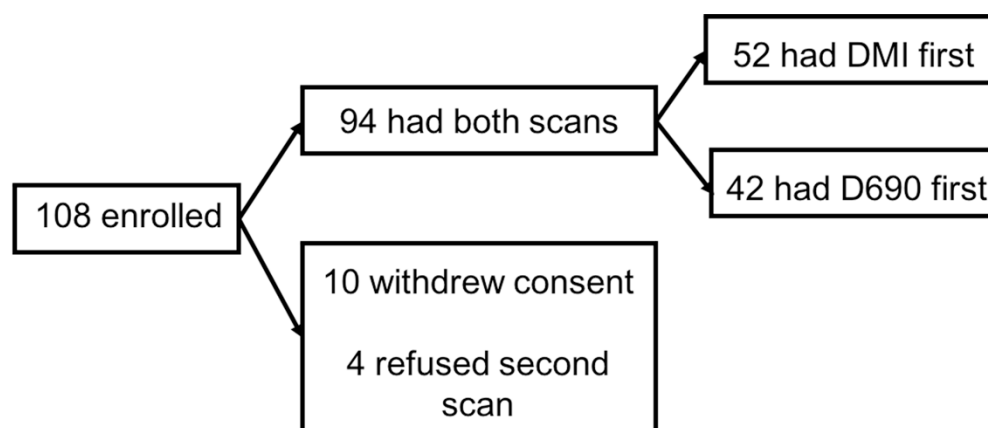 108 enrolled
94 had both scans
52 had DMI first
42 had D690 first
10 withdrew consent
4 refused second
scan